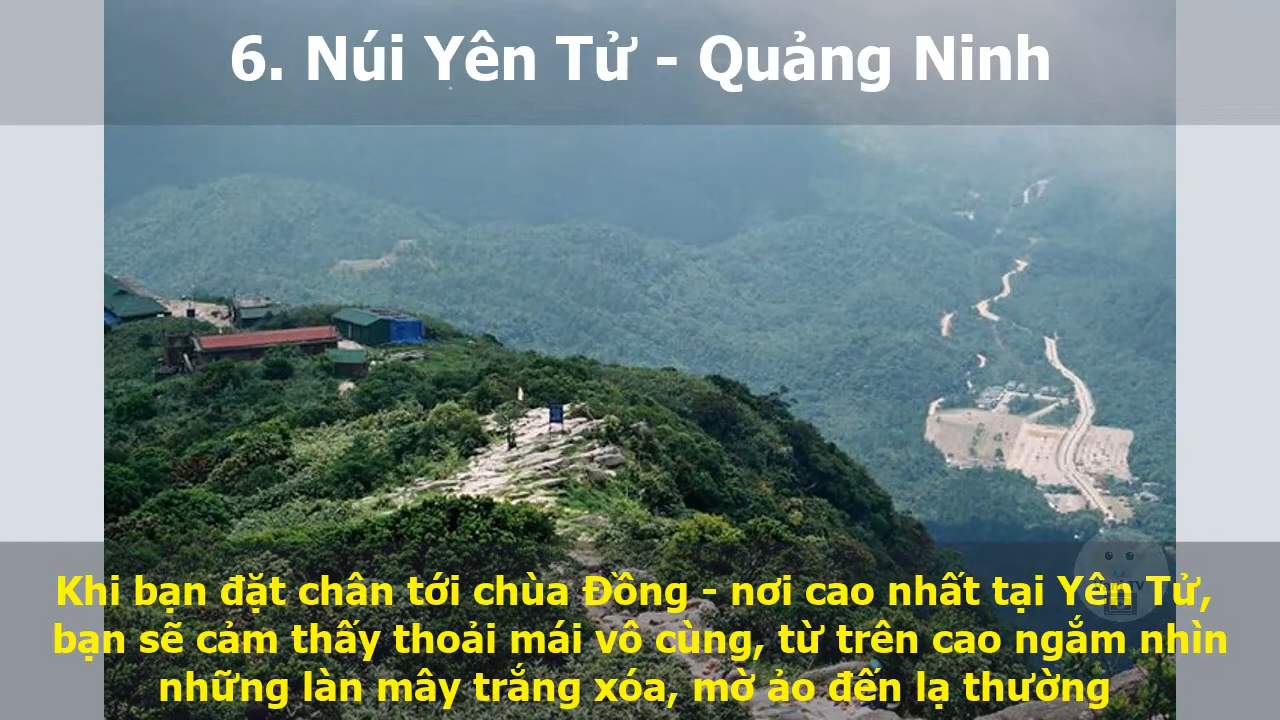 6. Núi Yên Tử - Quảng Ninh
Khi bạn đặt chân tới chùa Đồng - nơi cao nhất tại Yên Tử,
bạn sẽ cảm thấy thoải mái vô cùng, từ trên cao ngắm nhìn
những làn mây trắng xóa, mờ ảo đến lạ thường